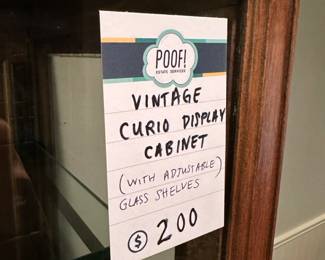 POOF!
ESTATE SERVICES
VINTAGE
CURIO DISPLAY
CABINET
(WITH ADJUSTABLE)
GLASS SHELVES
$ 200